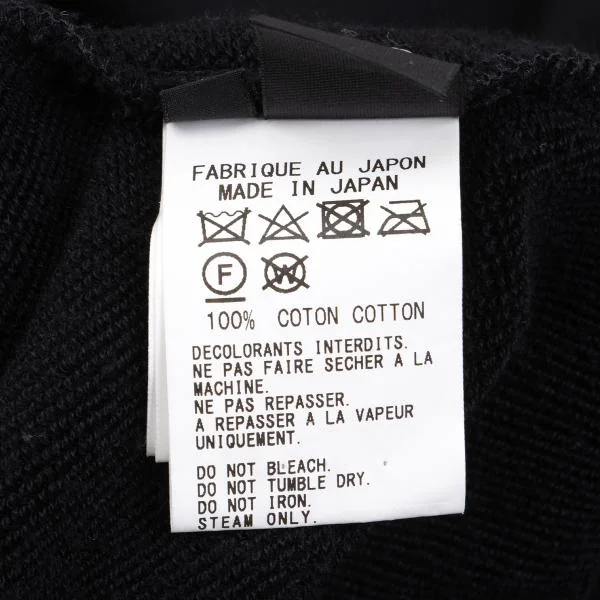 FABRIQUE AU JAPON
MADE IN JAPAN
F W
100% COTON COTTON
DECOLORANTS INTERDITS.
NE PAS FAIRE SECHER A LA
MACHINE.
NE PAS REPASSER.
A REPASSER A LA VAPEUR
UNIQUEMENT.
DO NOT BLEACH.
DO NOT TUMBLE DRY.
DO NOT IRON.
STEAM ONLY.